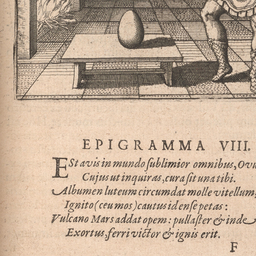 EPIGRAMMA VIII.
Est avis in mundo sublimior omnibus, Ovu
Cujus ut inquiras, cura sit una tibi.
Albumen luteum circumdat molle vitellum,
Ignito (ceu mos) cautus id ense petas:
Vulcano Mars addat opem: pullaster & inde
Exortus, ferri victor & ignis erit.
F